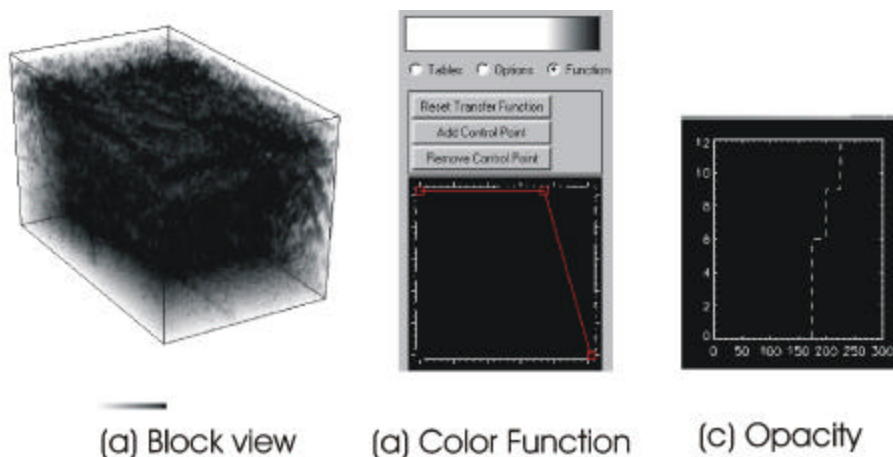 Tables Options Function
Reset Transfer Function
Add Control Point
Remove Control Point
12
10
8
6
4
2
0
0 50 100 150 200 250 300
(a) Block view
(a) Color Function
(c) Opacity